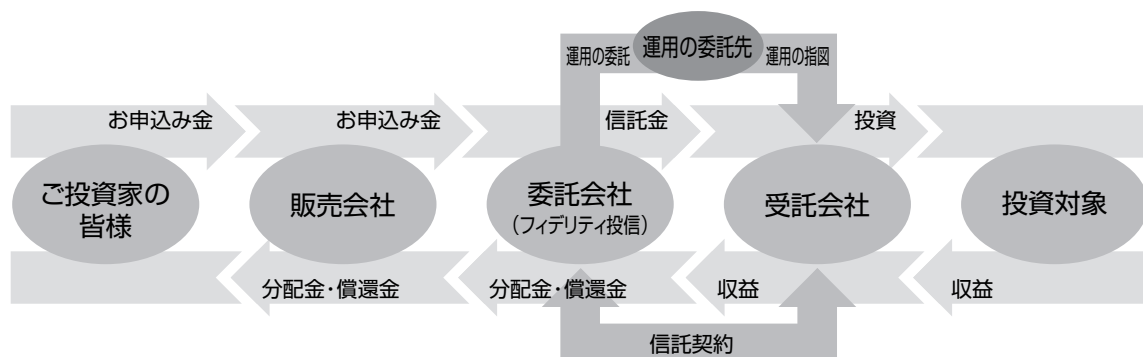 運用の委託先
運用の委託
運用の指図
お申込み金
お申込み金
信託金
投資
ご投資家の
皆様
販売会社
委託会社
(フィデリティ投信)
受託会社
投資対象
分配金・償還金
分配金・償還金
収益
収益
信託契約